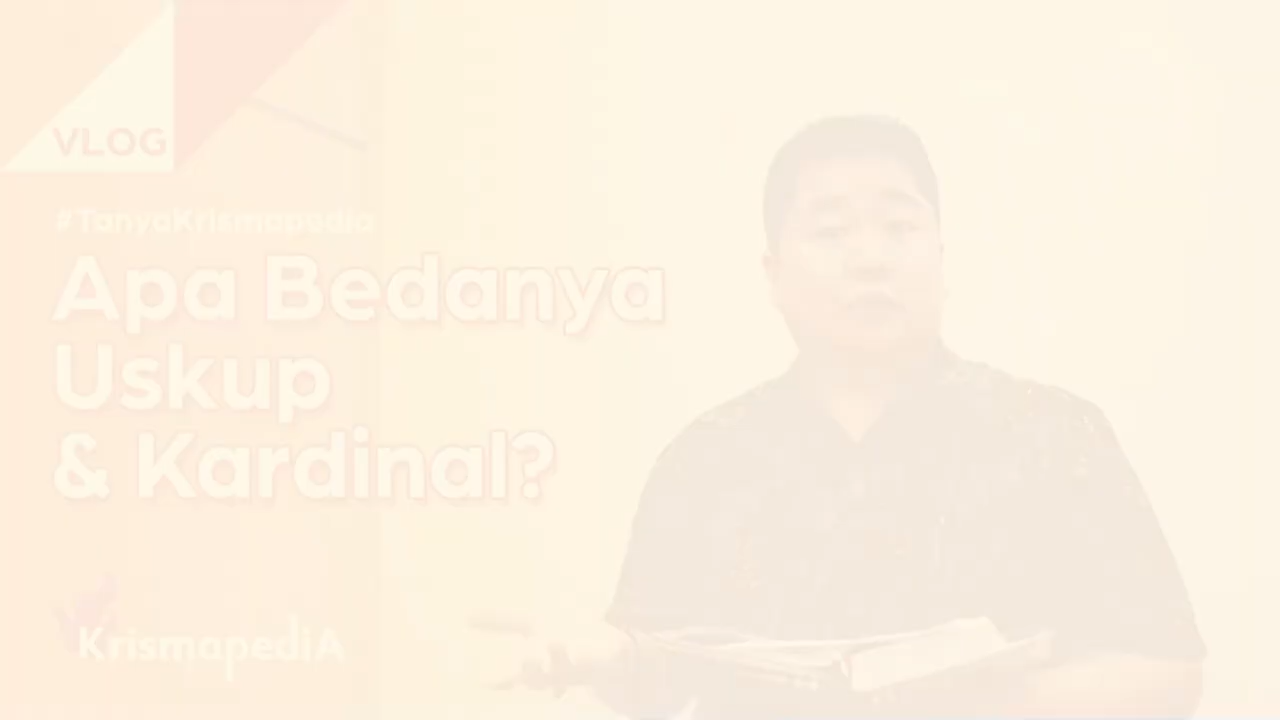 VLOG
#TanyaKrismapedia
Apa Bedanya
Uskup
& Kardinal?
KrismapediA